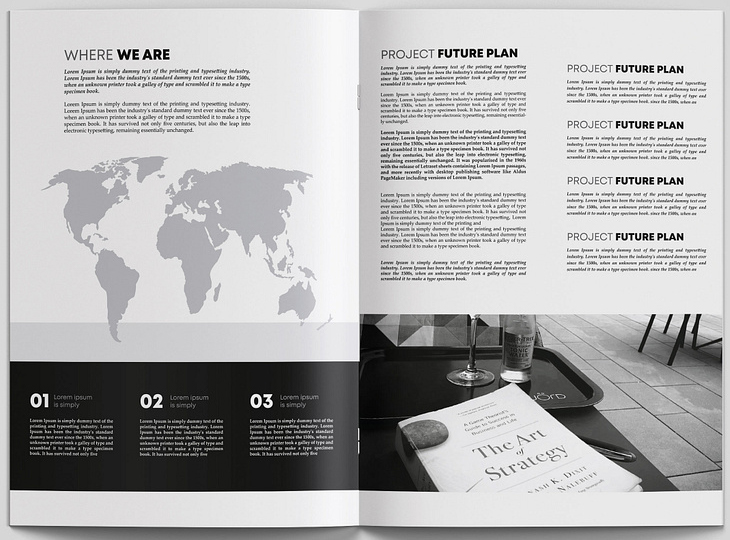 WHERE WE ARE
Lorem Ipsum is simply dummy text of the printing and typesetting industry.
Lorem Ipsum has been the industry's standard dummy text ever since the 1500s,
when an unknown printer took a galley of type and scrambled it to make a type
specimen book.
Lorem Ipsum is simply dummy text of the printing and typesetting industry.
Lorem Ipsum has been the industry's standard dummy text ever since the 1500s,
when an unknown printer took a galley of type and scrambled it to make a type
specimen book. It has survived not only five centuries, but also the leap into
electronic typesetting, remaining essentially unchanged.
01 Lorem ipsum
is simply
Lorem Ipsum is simply dummy text of
the printing and typesetting industry. Lorem
Ipsum has been the industry's standard
dummy text ever since the 1500s, when an
unknown printer took a galley of type and
scrambled it to make a type specimen
book. It has survived not only five
02 Lorem ipsum
is simply
Lorem Ipsum is simply dummy text of
the printing and typesetting industry. Lorem
Ipsum has been the industry's standard
dummy text ever since the 1500s, when an
unknown printer took a galley of type and
scrambled it to make a type specimen
book. It has survived not only five
03 Lorem ipsum
is simply
Lorem Ipsum is simply dummy text of
the printing and typesetting industry. Lorem
Ipsum has been the industry's standard
dummy text ever since the 1500s, when an
unknown printer took a galley of type and
scrambled it to make a type specimen
book. It has survived not only five
PROJECT FUTURE PLAN
Lorem Ipsum is simply dummy text of the printing and typesetting
industry. Lorem Ipsum has been the industry's standard dummy text ever
since the 1500s, when an unknown printer took a galley of type and
scrambled it to make a type specimen book.
Lorem Ipsum is simply dummy text of the printing and typesetting
industry. Lorem Ipsum has been the industry's standard dummy text
ever since the 1500s, when an unknown printer took a galley of type
and scrambled it to make a type specimen book. It has survived not
only five centuries, but also the leap into electronic typesetting, remaining essential-
ly unchanged.
Lorem Ipsum is simply dummy text of the printing and typesetting
industry. Lorem Ipsum has been the industry's standard dummy text
ever since the 1500s, when an unknown printer took a galley of type
and scrambled it to make a type specimen book. It has survived not
only five centuries, but also the leap into electronic typesetting,
remaining essentially unchanged. It was popularized in the 1960s
with the release of Letraset sheets containing Lorem Ipsum passages,
and more recently with desktop publishing software like Aldus
PageMaker including versions of Lorem Ipsum.
Lorem Ipsum is simply dummy text of the printing and typesetting
industry. Lorem Ipsum has been the industry's standard dummy text
ever since the 1500s, when an unknown printer took a galley of type
and scrambled it to make a type specimen book. It has survived not
only five centuries, but also the leap into electronic typesetting, Lorem
Ipsum is simply dummy text of the printing and
Lorem Ipsum is simply dummy text of the printing and typesetting
industry. Lorem Ipsum has been the industry's standard dummy text
ever since the 1500s, when an unknown printer took a galley of type
and scrambled it to make a type specimen book. It has survived not
Lorem Ipsum is simply dummy text of the printing and typesetting
industry. Lorem Ipsum has been the industry's standard dummy text ever
since the 1500s, when an unknown printer took a galley of type and
scrambled it to make a type specimen book.
PROJECT FUTURE PLAN
Lorem Ipsum is simply dummy text of the printing and typesetting
industry. Lorem Ipsum has been the industry's standard dummy text ever
since the 1500s, when an unknown printer took a galley of type and
scrambled it to make a type specimen book. since the 1500s, when an
PROJECT FUTURE PLAN
Lorem Ipsum is simply dummy text of the printing and typesetting
industry. Lorem Ipsum has been the industry's standard dummy text ever
since the 1500s, when an unknown printer took a galley of type and
scrambled it to make a type specimen book. since the 1500s, when an
PROJECT FUTURE PLAN
Lorem Ipsum is simply dummy text of the printing and typesetting
industry. Lorem Ipsum has been the industry's standard dummy text ever
since the 1500s, when an unknown printer took a galley of type and
scrambled it to make a type specimen book. since the 1500s, when an
PROJECT FUTURE PLAN
Lorem Ipsum is simply dummy text of the printing and typesetting
industry. Lorem Ipsum has been the industry's standard dummy text ever
since the 1500s, when an unknown printer took a galley of type and
scrambled it to make a type specimen book. since the 1500s, when an
TONIC
WATER
A Game Theorist's
Guide to Success in
Business and Life
The Art of
Strategy